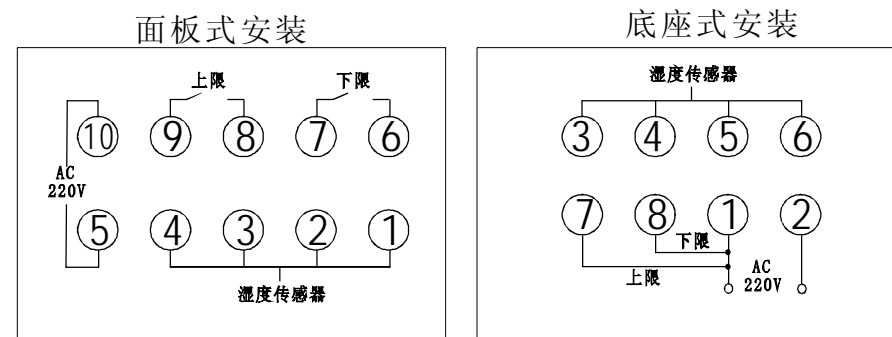 面板式安装
上限
下限
10 9 8 7 6
AC
220V
5 4 3 2 1
湿度传感器
底座式安装
湿度传感器
3 4 5 6
7 8 1 2
下限
上限
AC
220V